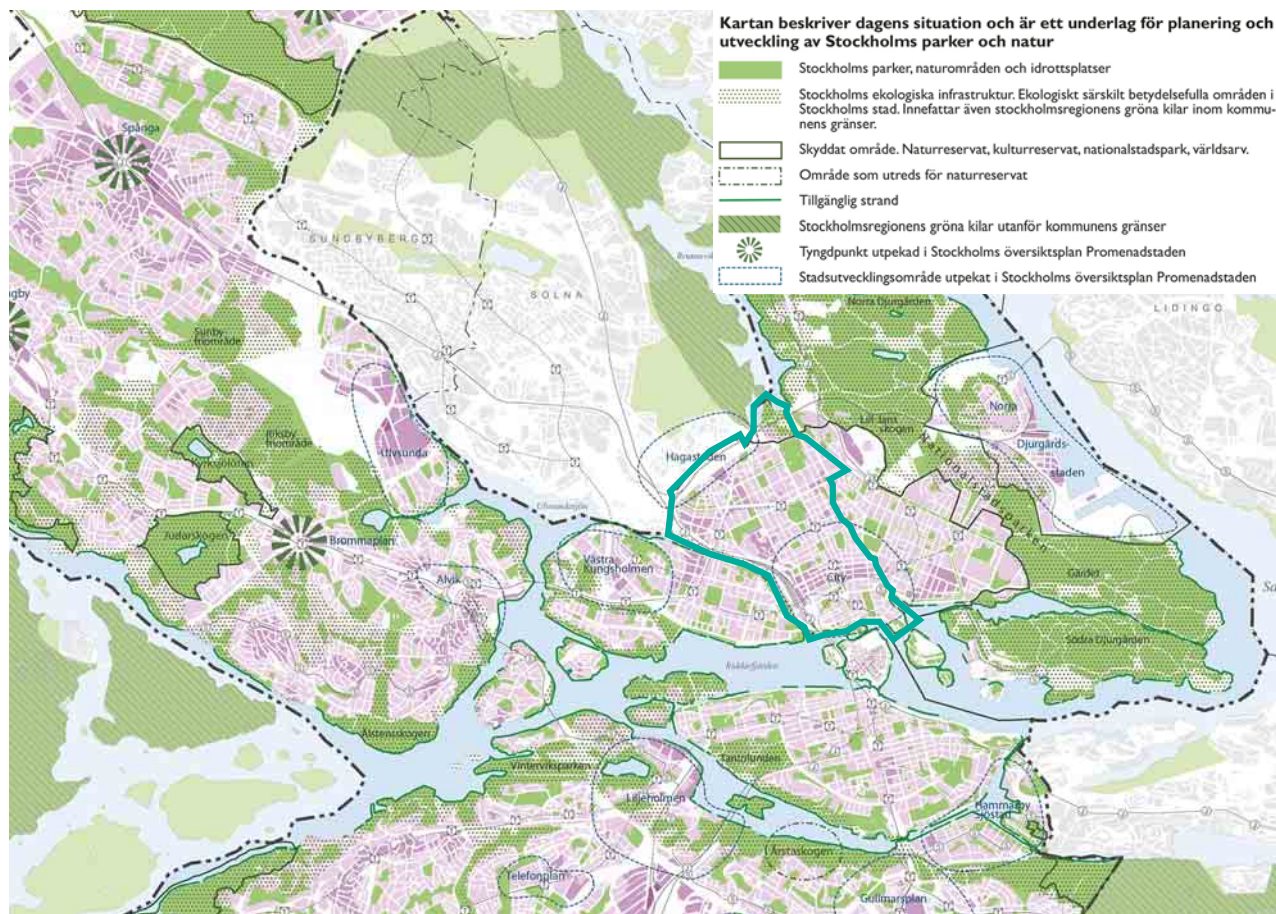 Kartan beskriver dagens situation och är ett underlag för planering och
utveckling av Stockholms parker och natur
Stockholms parker, naturområden och idrottsplatser
Stockholms ekologiska infrastruktur. Ekologiskt särskilt betydelsefulla områden i
Stockholms stad. Innefattar även stockholmsregionens gröna kilar inom kommu-
nens gränser.
Skyddat område. Naturreservat, kulturreservat, nationalstadspark, världsarv.
Område som utreds för naturreservat
Tillgänglig strand
Stockholmsregionens gröna kilar utanför kommunens gränser
Tyngdpunkt utpekad i Stockholms översiktsplan Promenadstaden
Stadsutvecklingsområde utpekat i Stockholms översiktsplan Promenadstaden
Spånga
SUNDBYBERG
SOLNA
Norra Djurgården
LIDINGÖ
Norja
Djurgårds-
staden
Nationalstadsparken
Hagastaden
Ulvsunda
Judarskogen
Brommaplan
Alvik
Västra
Kungsholmen
City
Gärdet
Södra Djurgården
Riddarfjärden
Ålstensskogen
Vinterviksparken
Liljeholmen
Tantolunden
Hammarby
Sjöstad
Årstaskogen
Telefonplan
Gullmarsplan